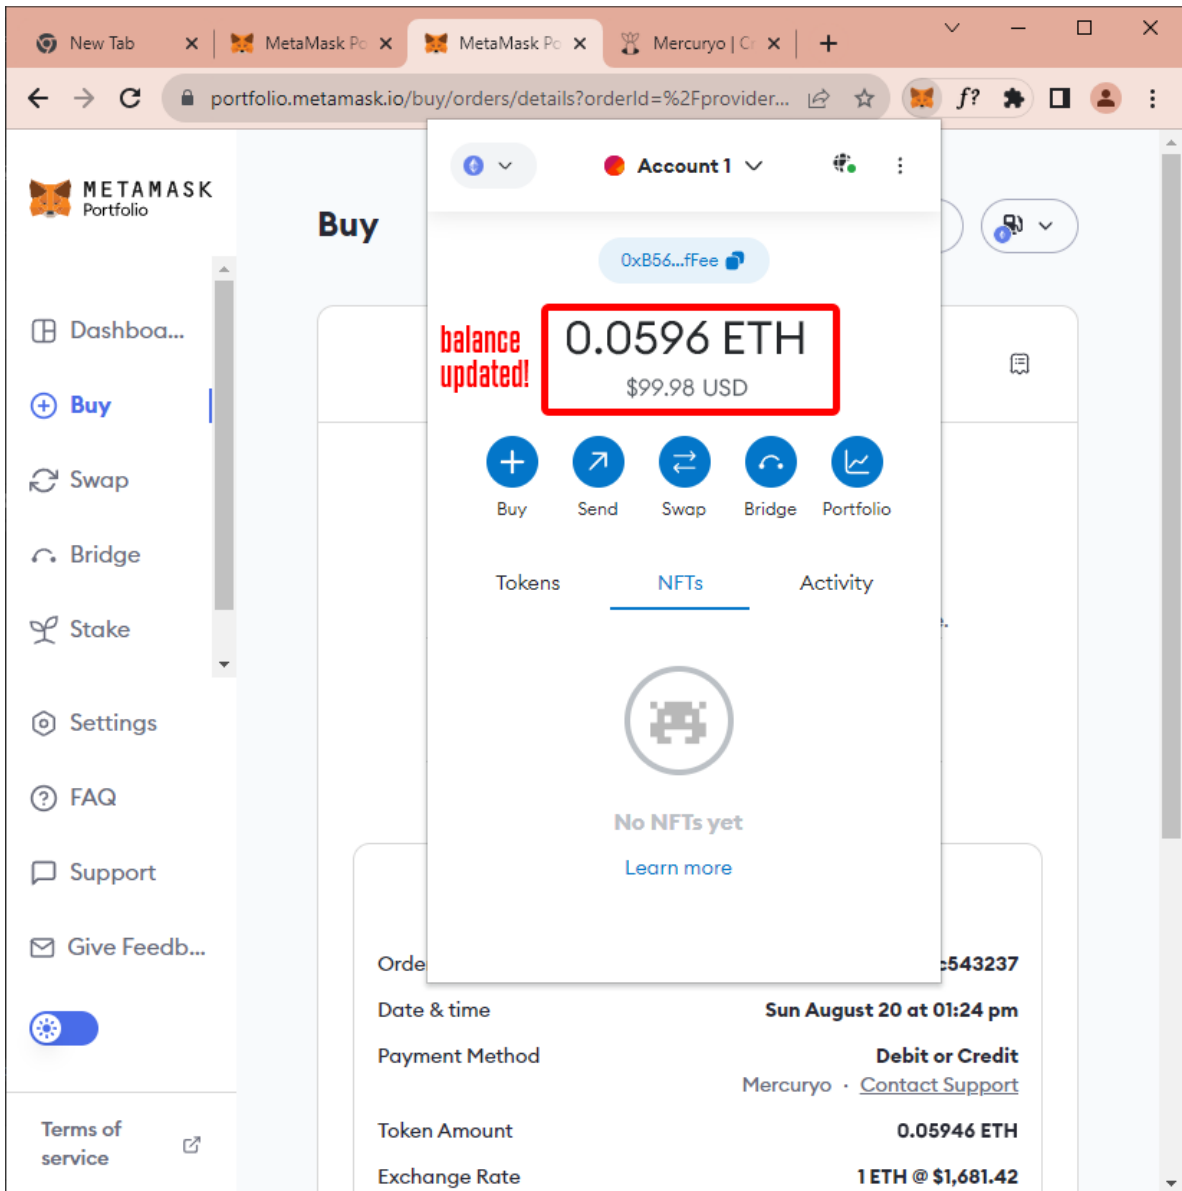 New Tab
MetaMask Po
MetaMask Po
Mercuryo | Cr
portfolio.metamask.io/buy/orders/details?orderId=%2Fprovider...
f?
METAMASK
Portfolio
Buy
Account 1
0xB56...fFee
balance
updated!
0.0596 ETH
$99.98 USD
Buy
Send
Swap
Bridge
Portfolio
Tokens
NFTs
Activity
No NFTs yet
Learn more
Dashboa...
Buy
Swap
Bridge
Stake
Settings
FAQ
Support
Give Feedb...
Terms of
service
Orde
c543237
Date & time
Sun August 20 at 01:24 pm
Payment Method
Debit or Credit
Mercuryo · Contact Support
Token Amount
0.05946 ETH
Exchange Rate
1 ETH @ $1,681.42